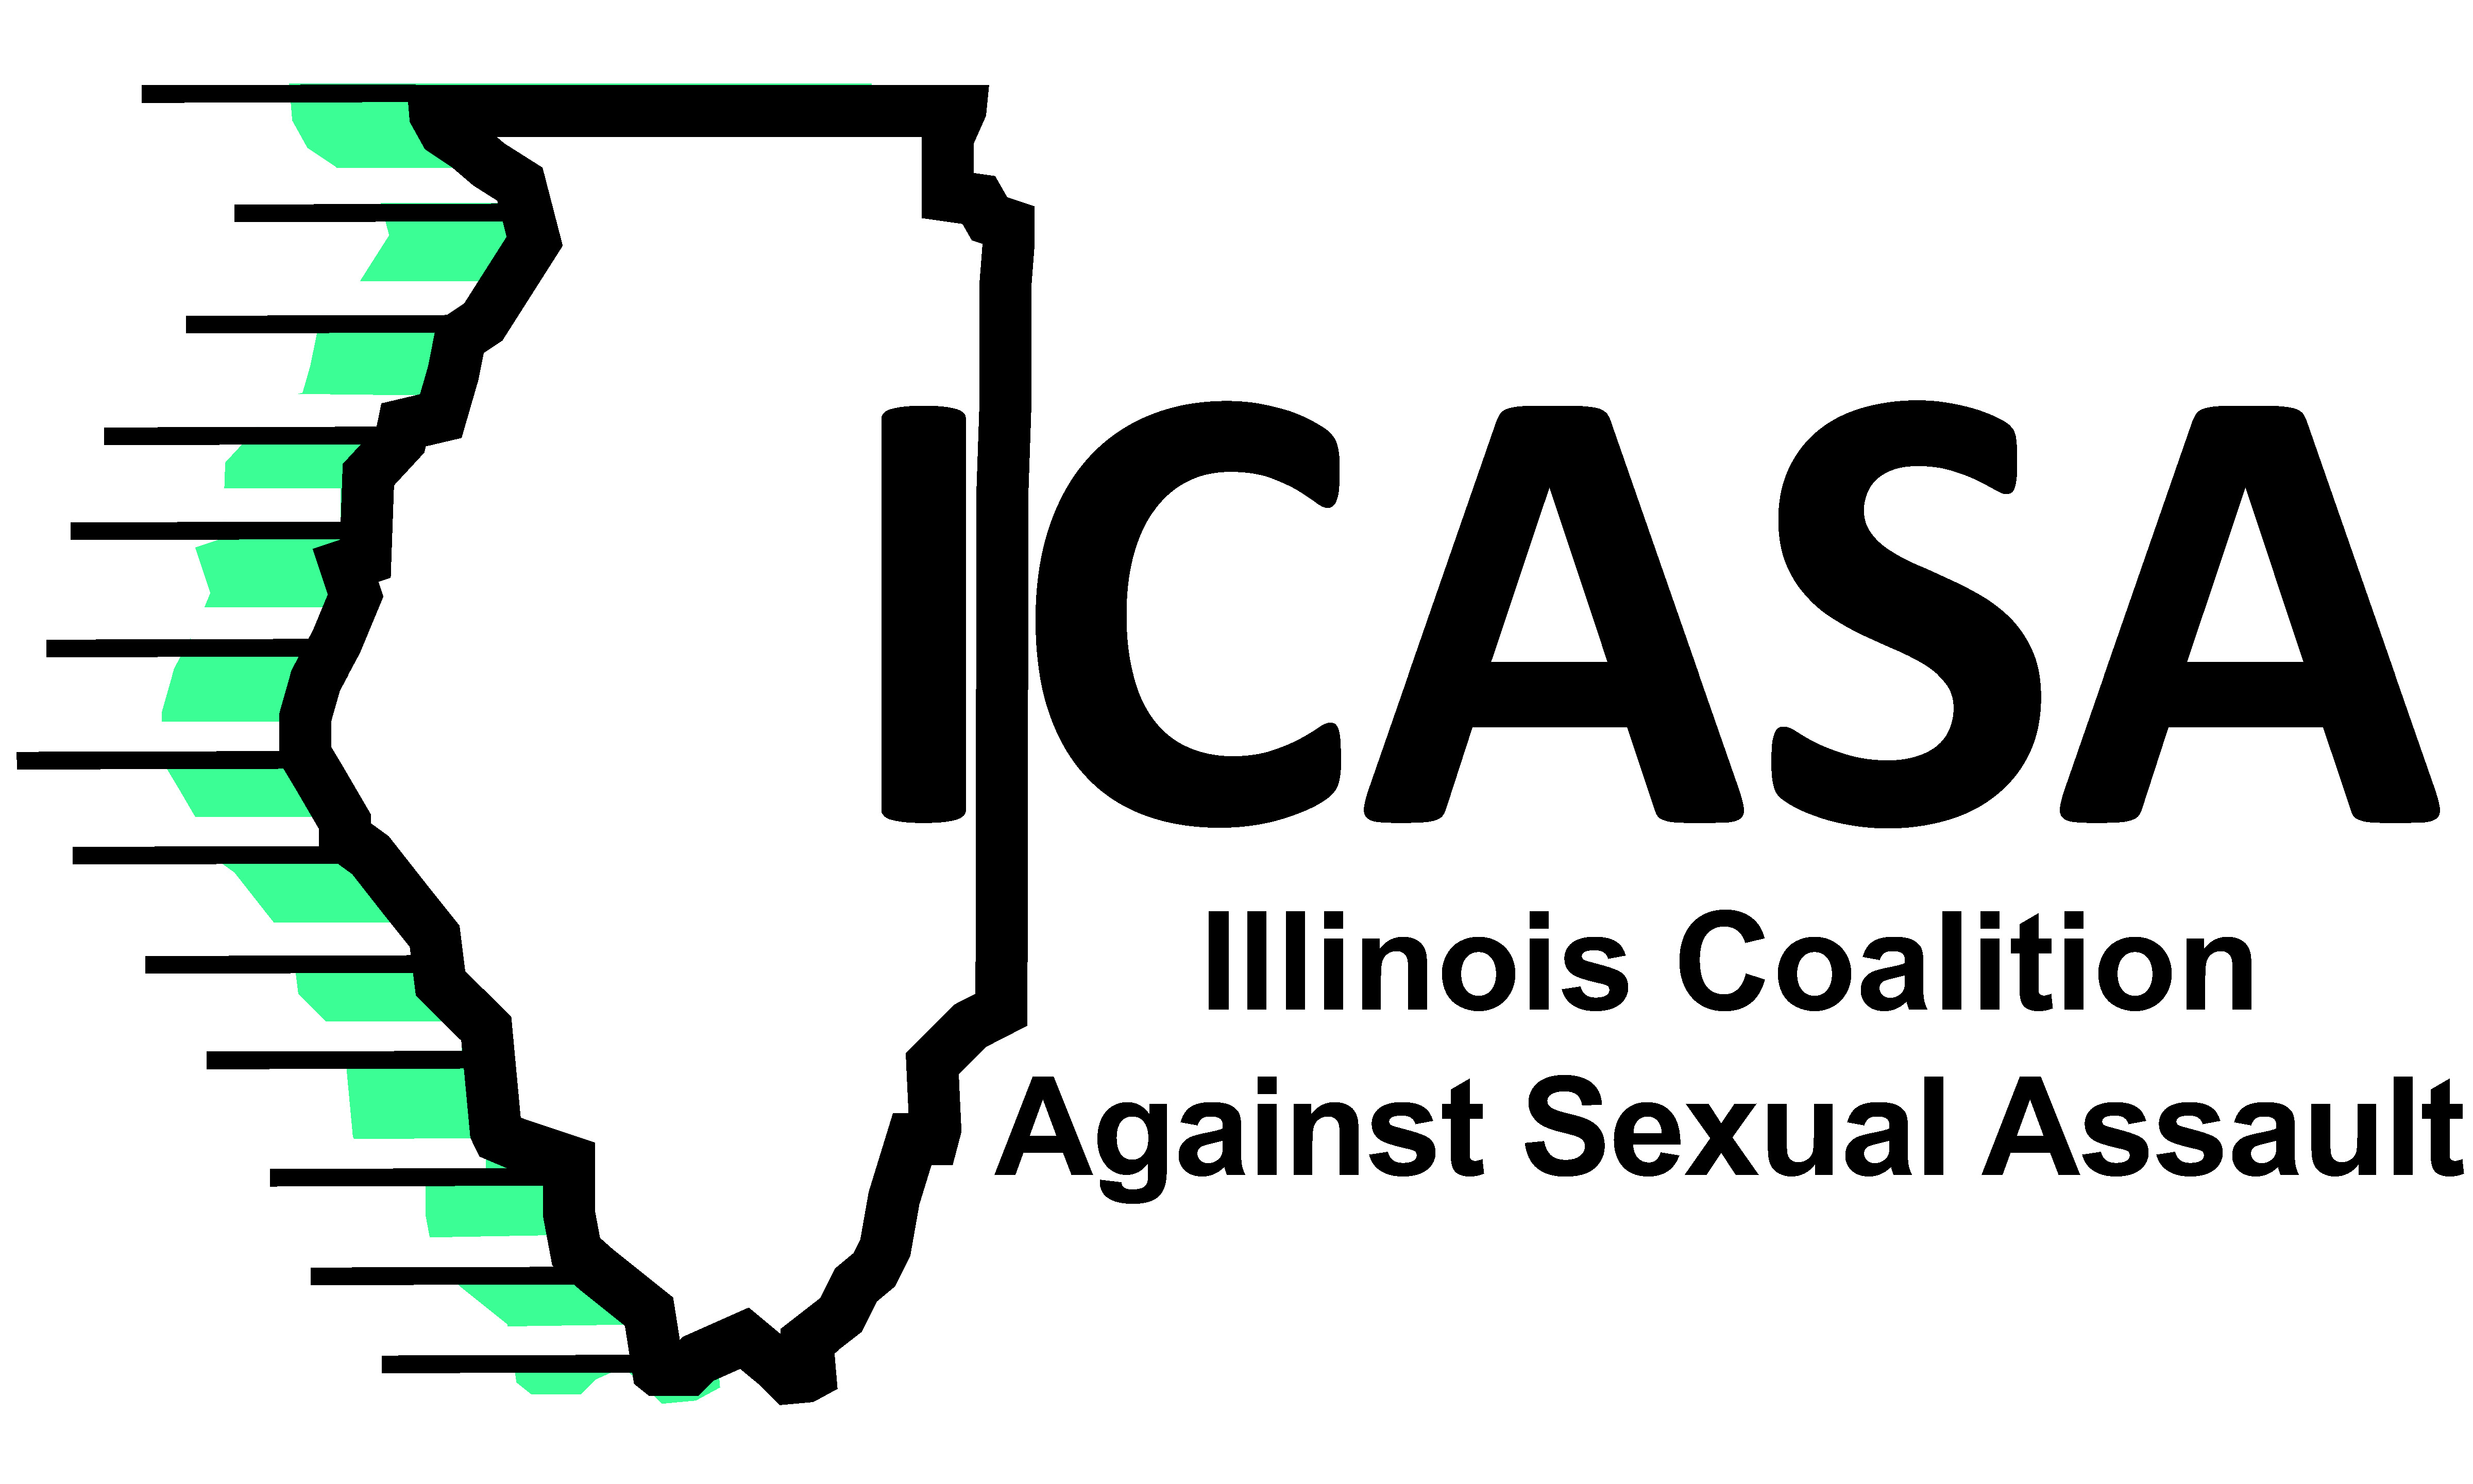 ICASA
Illinois Coalition
Against Sexual Assault